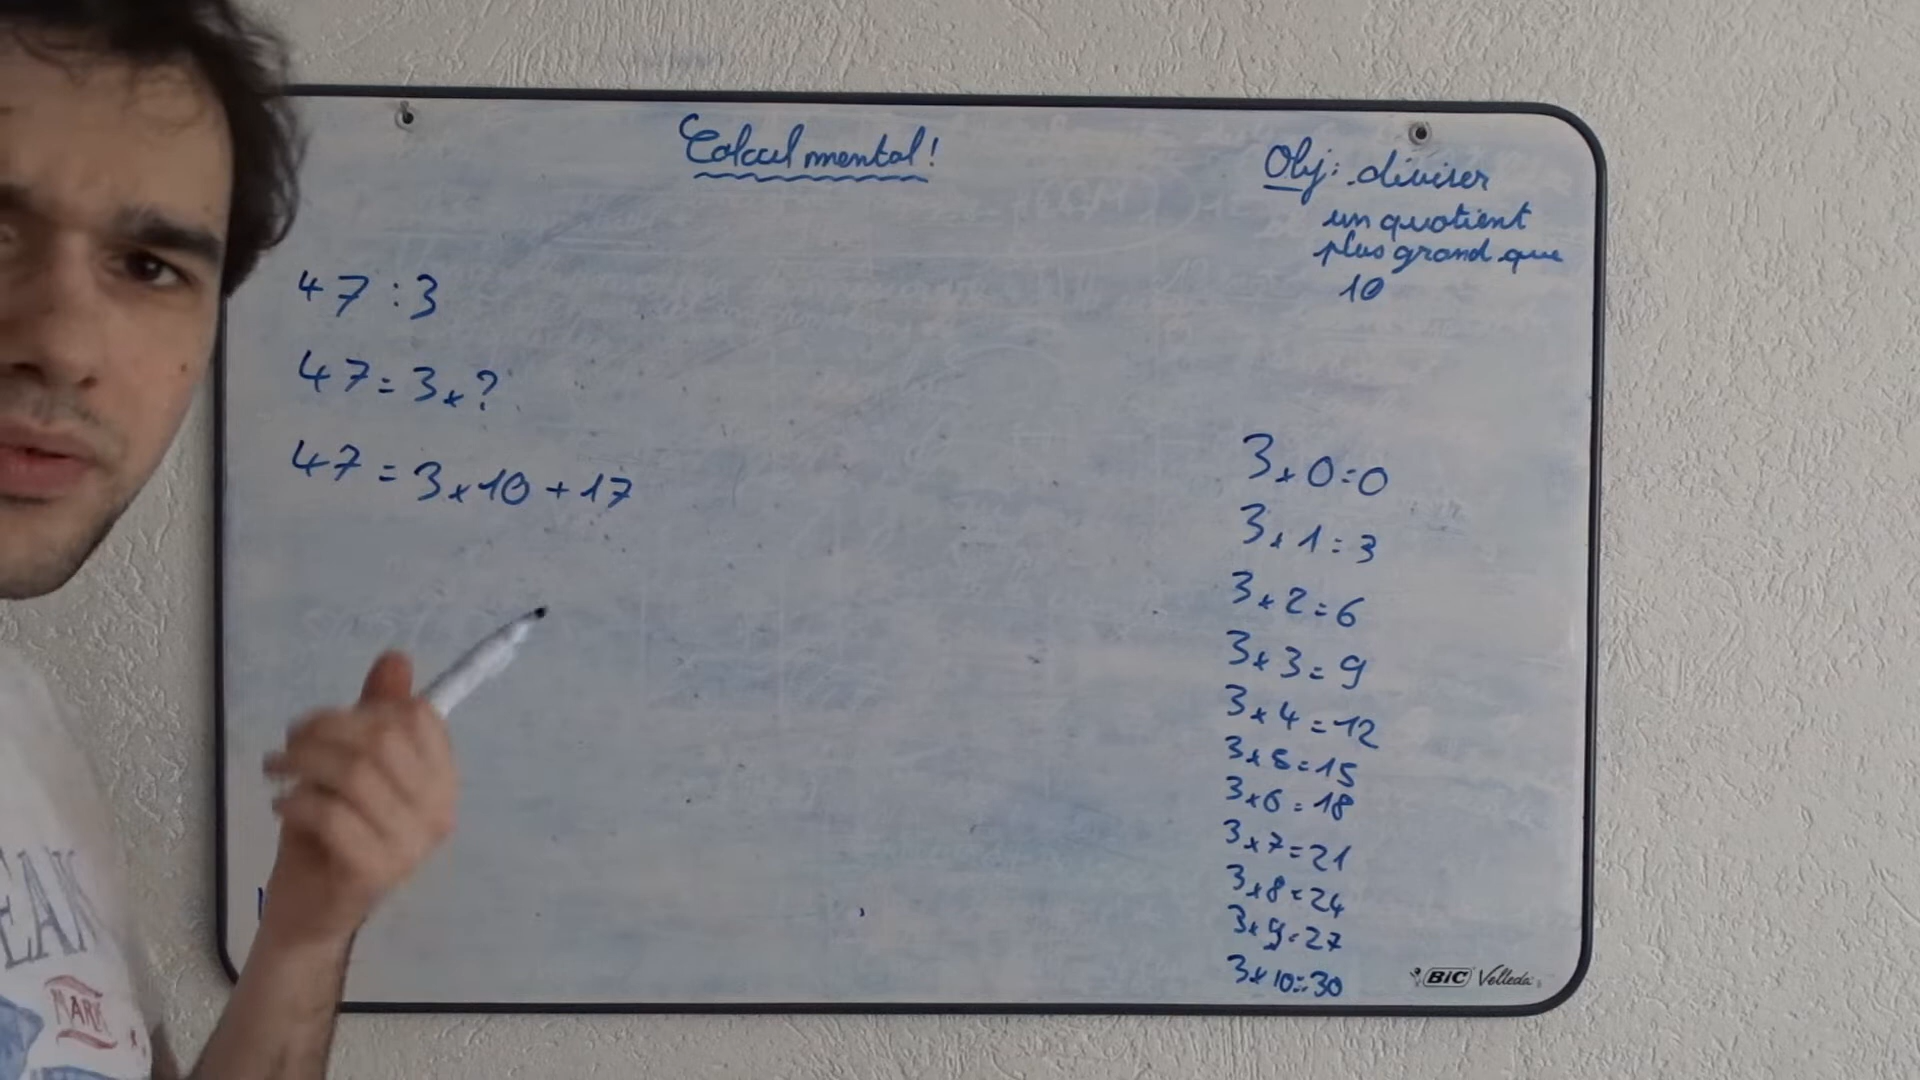 Calcul mental!
Obj: diviser
un quotient
plus grand que
10
47 : 3
47 = 3 x ?
47 = 3 x 10 + 17
3 x 0 = 0
3 x 1 = 3
3 x 2 = 6
3 x 3 = 9
3 x 4 = 12
3 x 5 = 15
3 x 6 = 18
3 x 7 = 21
3 x 8 = 24
3 x 9 = 27
3 x 10 = 30
BIC Velleda